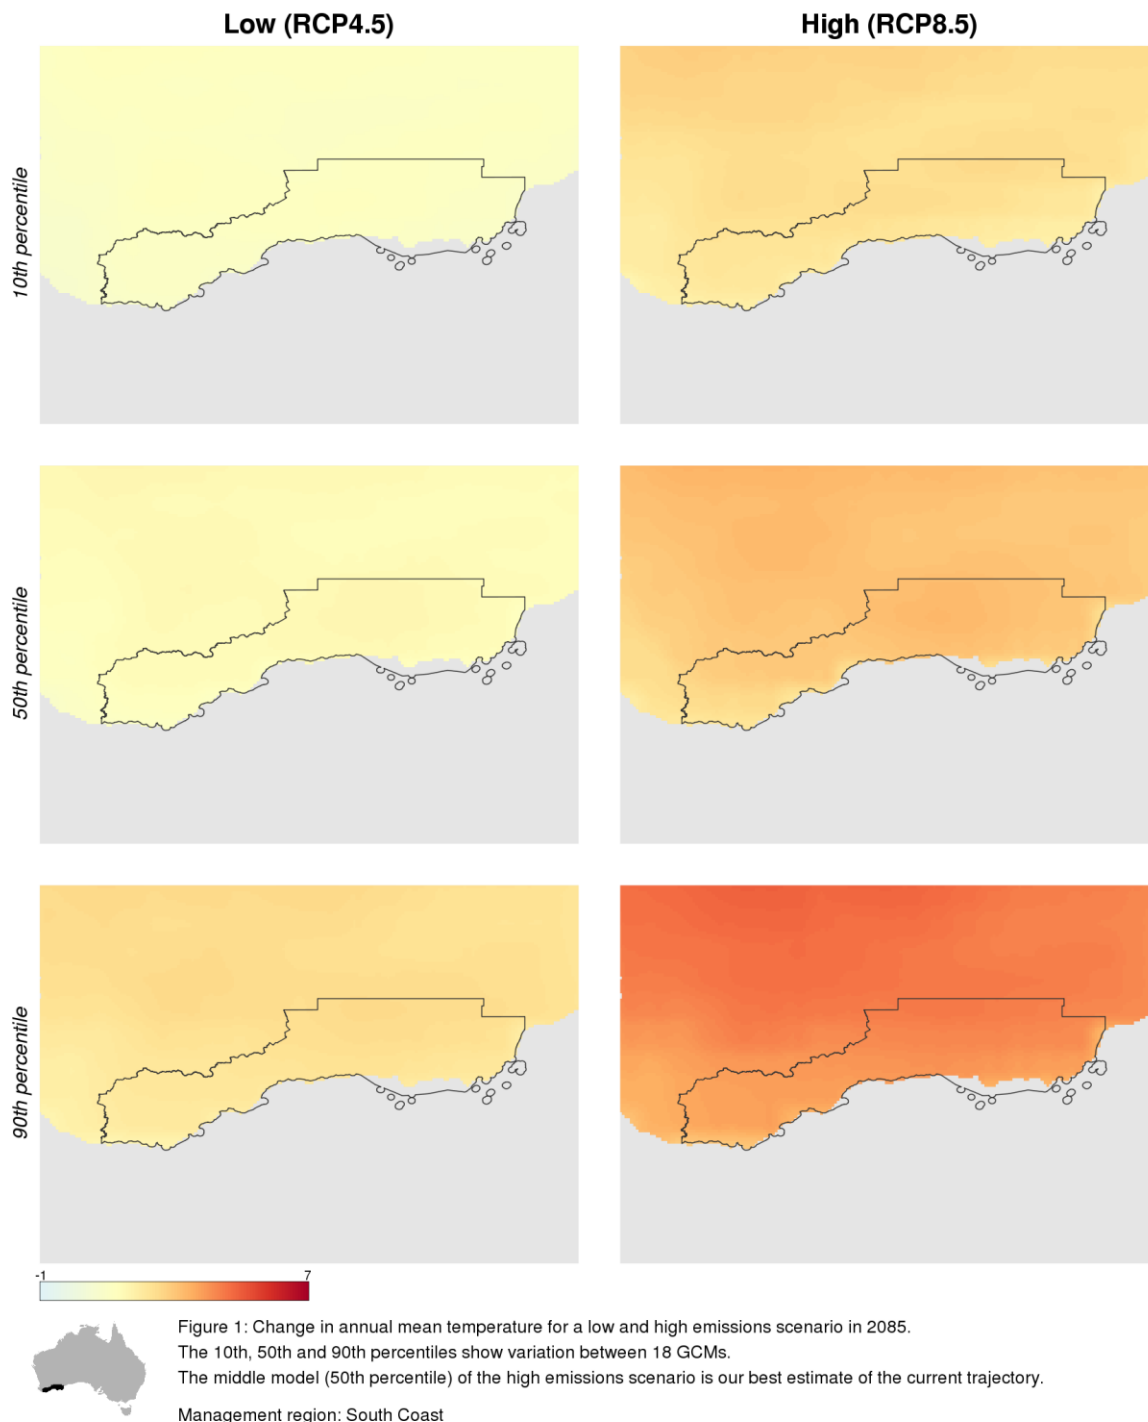 Low (RCP4.5)
High (RCP8.5)
10th percentile
50th percentile
90th percentile
-1
7
Figure 1: Change in annual mean temperature for a low and high emissions scenario in 2085.
The 10th, 50th and 90th percentiles show variation between 18 GCMs.
The middle model (50th percentile) of the high emissions scenario is our best estimate of the current trajectory.
Management region: South Coast